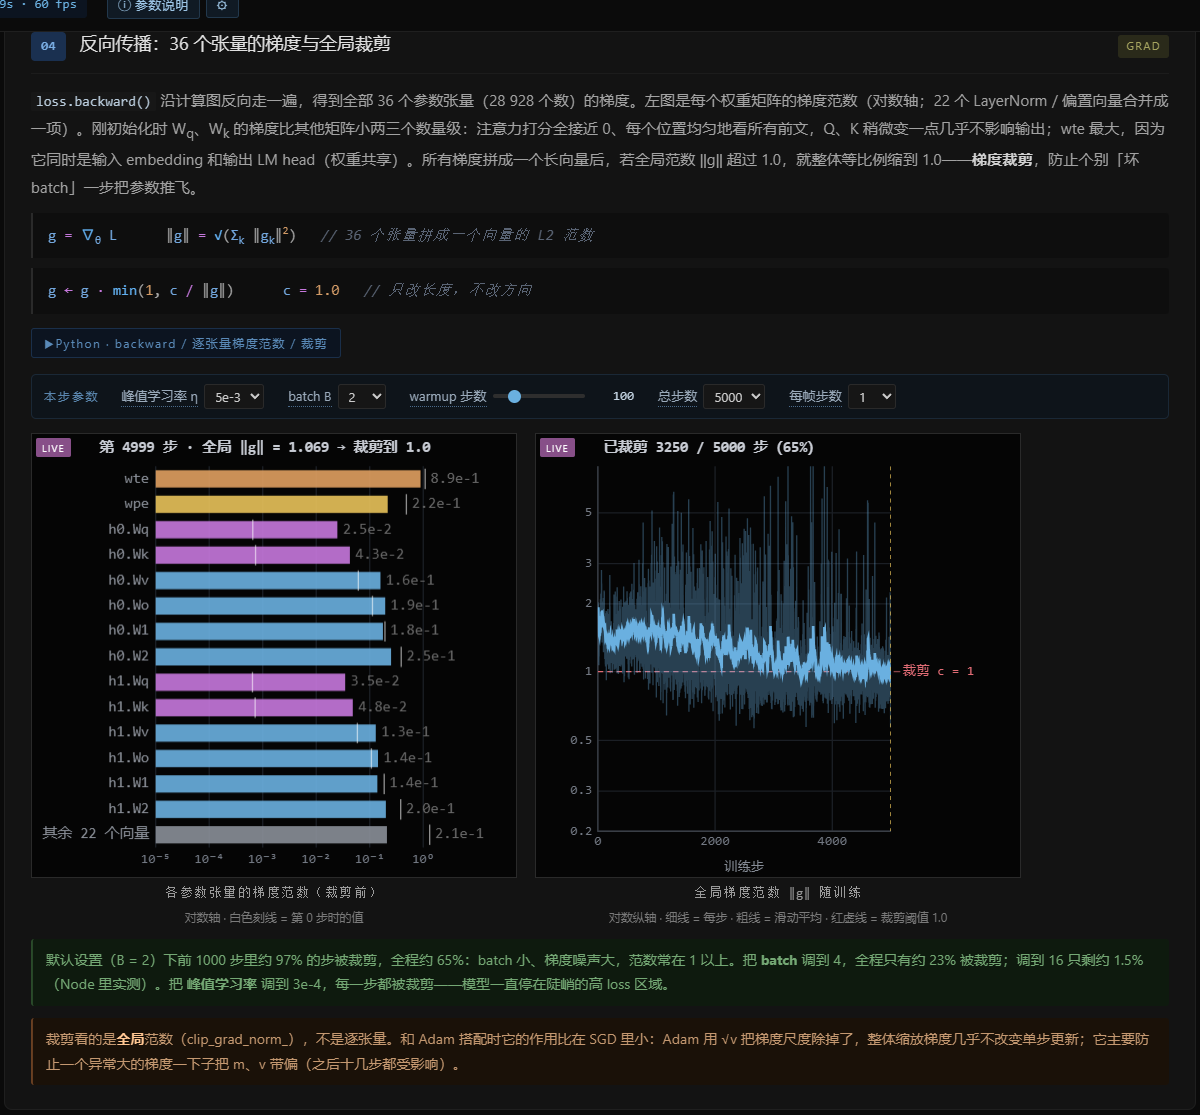 9s · 60 fps
ⓘ 参数说明
⚙
04
反向传播：36 个张量的梯度与全局裁剪
GRAD
loss.backward() 沿计算图反向走一遍，得到全部 36 个参数张量（28 928 个数）的梯度。左图是每个权重矩阵的梯度范数（对数轴；22 个 LayerNorm / 偏置向量合并成
一项）。刚初始化时 Wq、Wk 的梯度比其他矩阵小两三个数量级：注意力打分全接近 0、每个位置均匀地看所有前文，Q、K 稍微变一点几乎不影响输出；wte 最大，因为
它同时是输入 embedding 和输出 LM head（权重共享）。所有梯度拼成一个长向量后，若全局范数 ‖g‖ 超过 1.0，就整体等比例缩到 1.0——梯度裁剪，防止个别「坏
batch」一步把参数推飞。
g = ∇θ L ‖g‖ = √(Σk ‖gk‖²) // 36 个张量拼成一个向量的 L2 范数
g ← g · min(1, c / ‖g‖) c = 1.0 // 只改长度，不改方向
▶Python · backward / 逐张量梯度范数 / 裁剪
本步参数 峰值学习率 η 5e-3 batch B 2 warmup 步数 100 总步数 5000 每帧步数 1
LIVE
第 4999 步 · 全局 ‖g‖ = 1.069 → 裁剪到 1.0
wte 8.9e-1
wpe 2.2e-1
h0.Wq 2.5e-2
h0.Wk 4.3e-2
h0.Wv 1.6e-1
h0.Wo 1.9e-1
h0.W1 1.8e-1
h0.W2 2.5e-1
h1.Wq 3.5e-2
h1.Wk 4.8e-2
h1.Wv 1.3e-1
h1.Wo 1.4e-1
h1.W1 1.4e-1
h1.W2 2.0e-1
其余 22 个向量 2.1e-1
10⁻⁵ 10⁻⁴ 10⁻³ 10⁻² 10⁻¹ 10⁰
各参数张量的梯度范数（裁剪前）
对数轴 · 白色刻线 = 第 0 步时的值
LIVE
已裁剪 3250 / 5000 步 (65%)
5
3
2
1
裁剪 c = 1
0.5
0.3
0.2
0 2000 4000
训练步
全局梯度范数 ‖g‖ 随训练
对数纵轴 · 细线 = 每步 · 粗线 = 滑动平均 · 红虚线 = 裁剪阈值 1.0
默认设置（B = 2）下前 1000 步里约 97% 的步被裁剪，全程约 65%：batch 小、梯度噪声大，范数常在 1 以上。把 batch 调到 4，全程只有约 23% 被裁剪；调到 16 只剩约 1.5%
（Node 里实测）。把 峰值学习率 调到 3e-4，每一步都被裁剪——模型一直停在陡峭的高 loss 区域。
裁剪看的是全局范数（clip_grad_norm_），不是逐张量。和 Adam 搭配时它的作用比在 SGD 里小：Adam 用 √v 把梯度尺度除掉了，整体缩放梯度几乎不改变单步更新；它主要防
止一个异常大的梯度一下子把 m、v 带偏（之后十几步都受影响）。